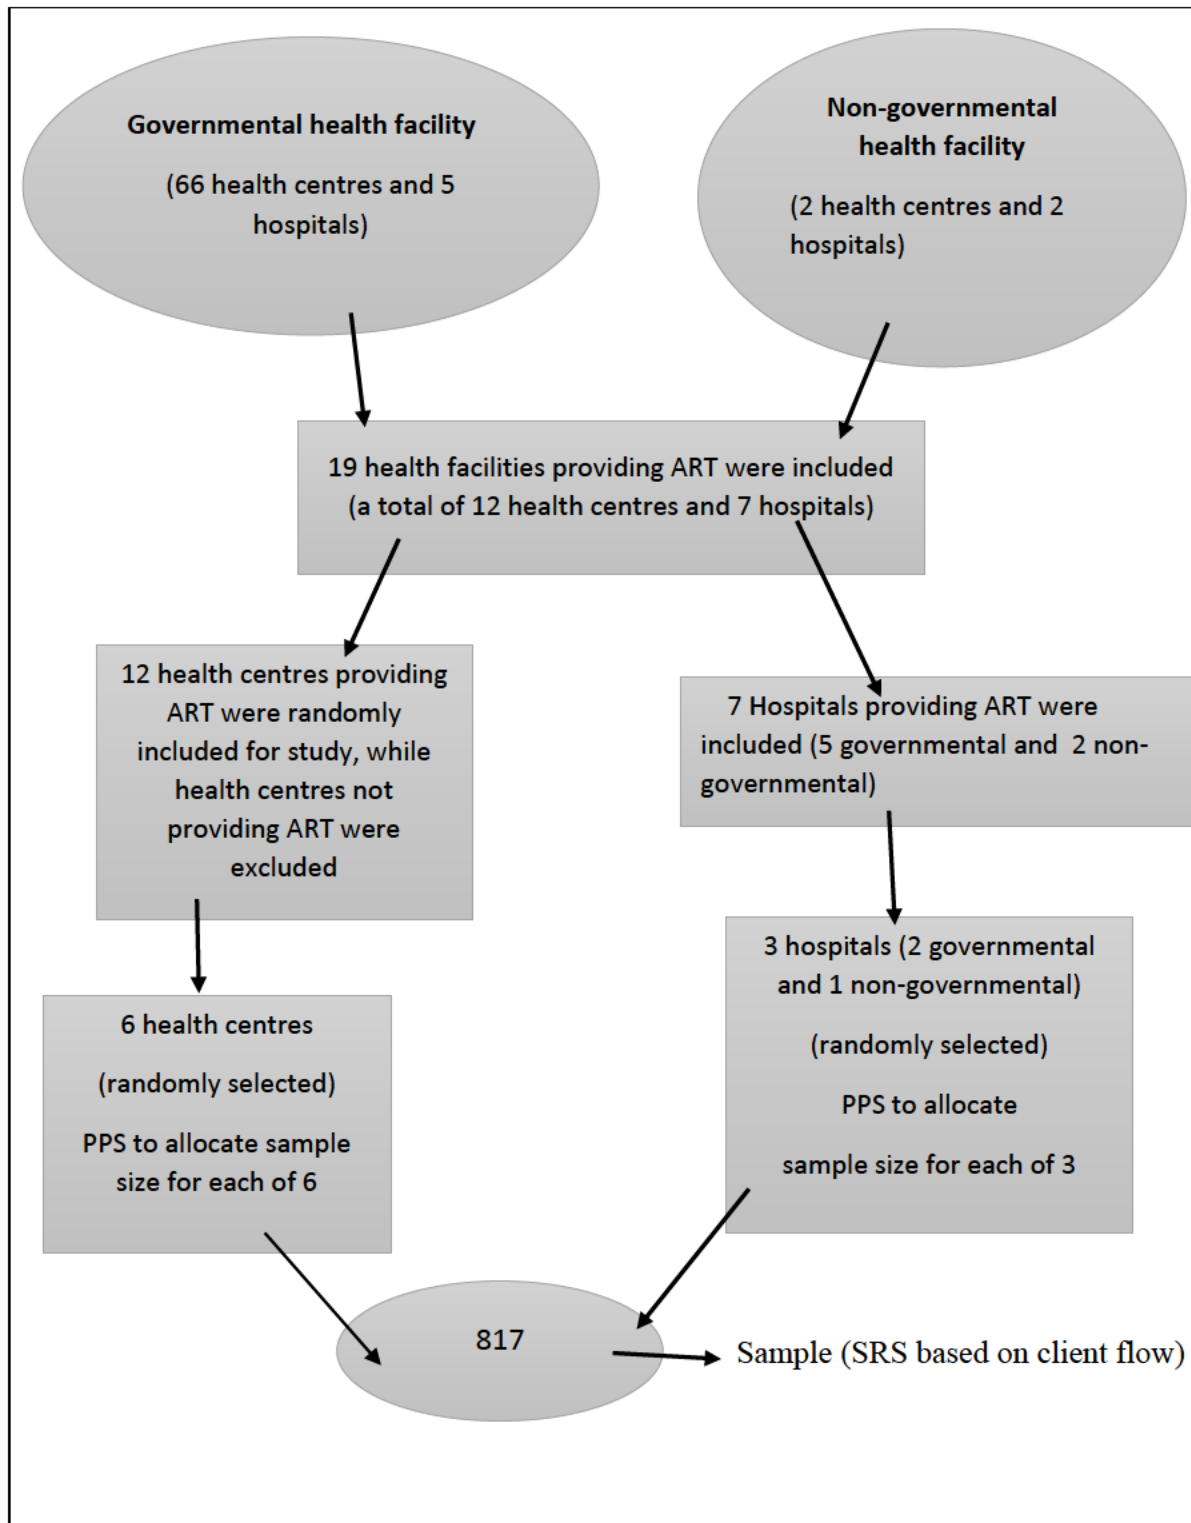 Governmental health facility
(66 health centres and 5
hospitals)
Non-governmental
health facility
(2 health centres and 2
hospitals)
19 health facilities providing ART were included
(a total of 12 health centres and 7 hospitals)
12 health centres providing
ART were randomly
included for study, while
health centres not
providing ART were
excluded
7 Hospitals providing ART were
included (5 governmental and 2 non-
governmental)
6 health centres
(randomly selected)
PPS to allocate sample
size for each of 6
3 hospitals (2 governmental
and 1 non-governmental)
(randomly selected)
PPS to allocate
sample size for each of 3
817
Sample (SRS based on client flow)